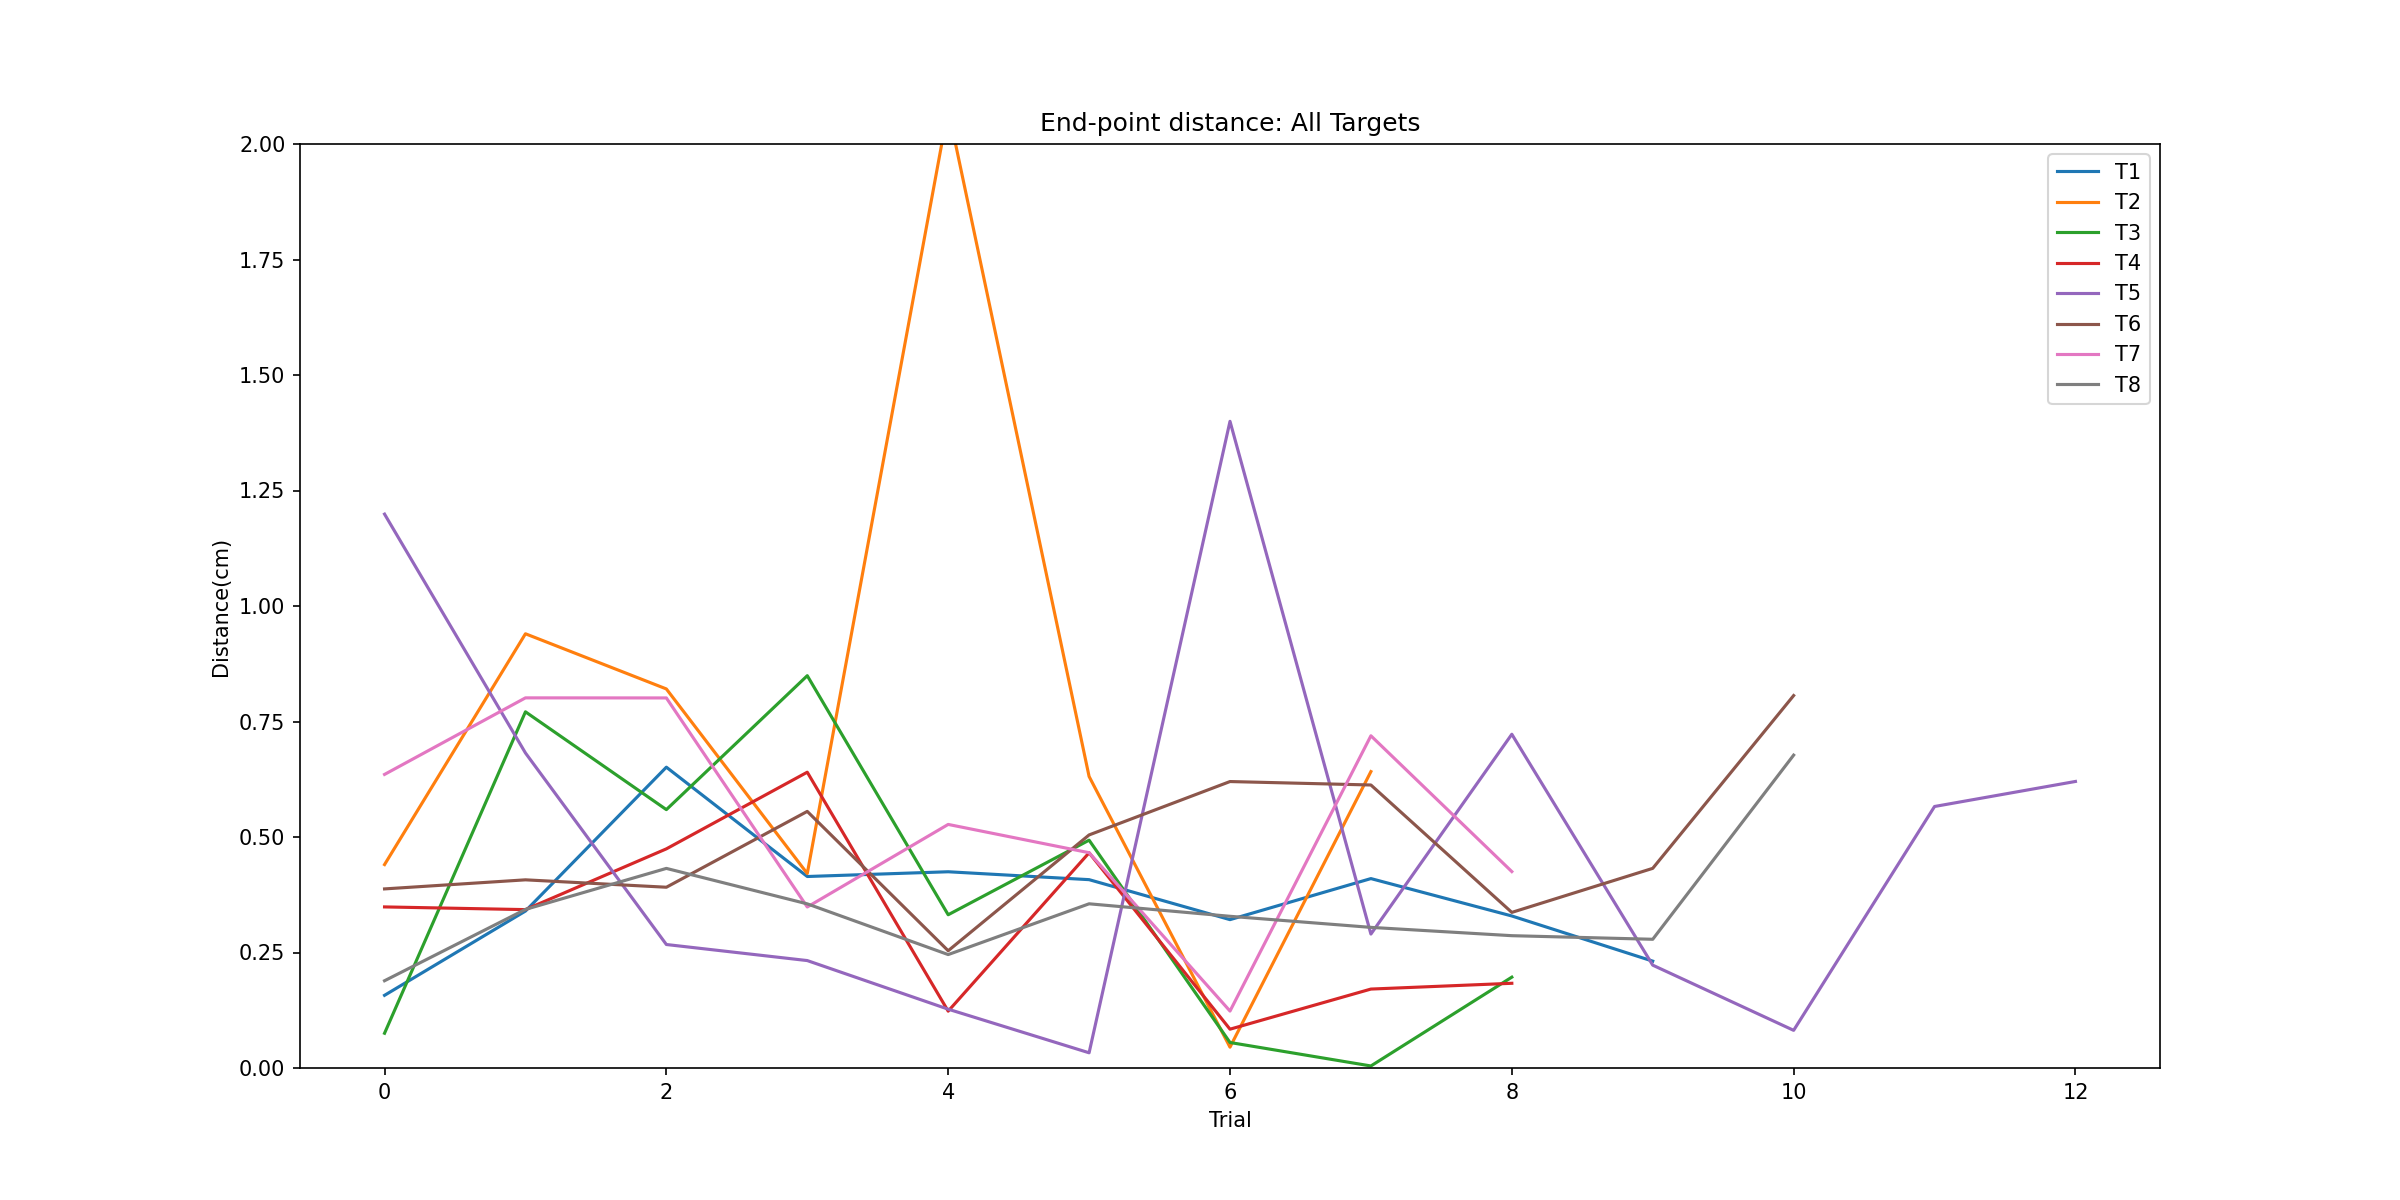 End-point distance: All Targets
2.00
1.75
1.50
1.25
1.00
0.75
0.50
0.25
0.00
Distance(cm)
0 2 4 6 8 10 12
Trial
T1
T2
T3
T4
T5
T6
T7
T8